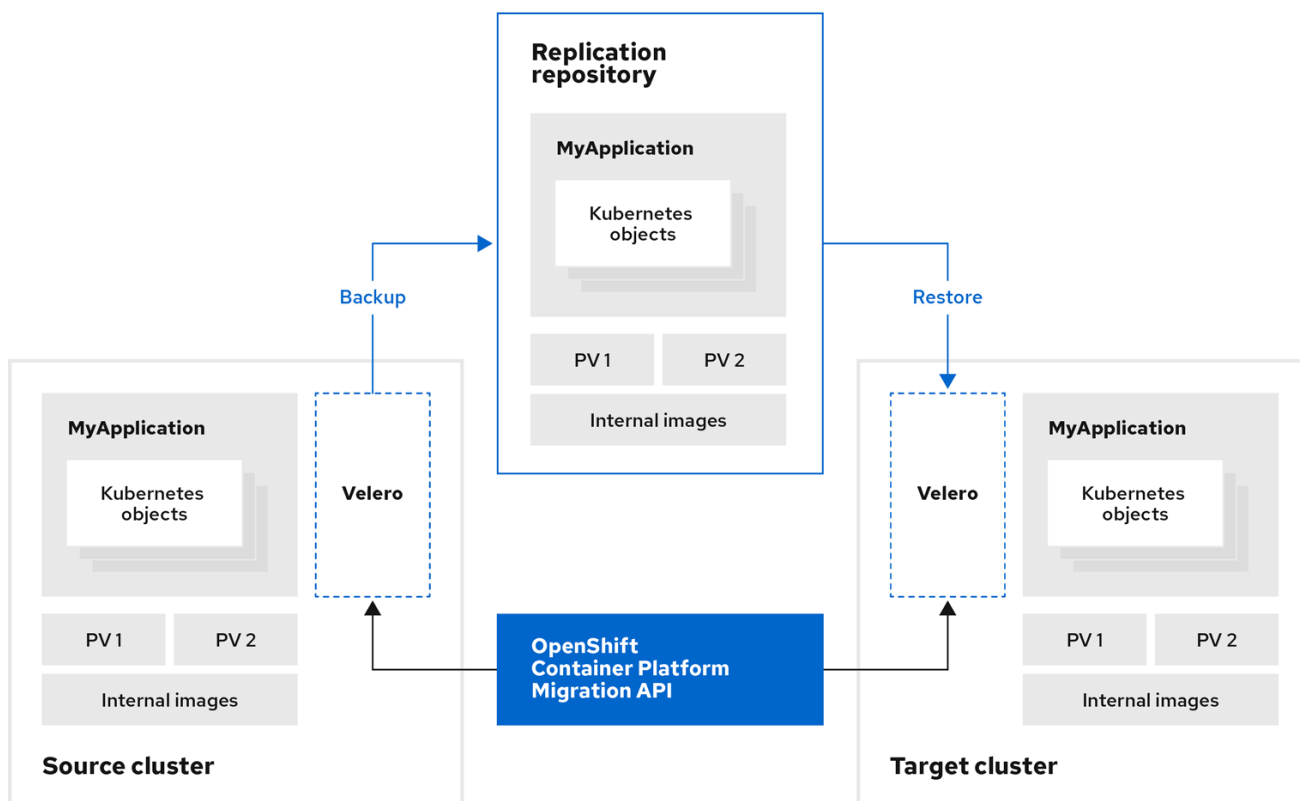 Replication
repository
MyApplication
Kubernetes
objects
Backup
Restore
PV 1
PV 2
Internal images
MyApplication
Kubernetes
objects
Velero
PV 1
PV 2
Internal images
Source cluster
OpenShift
Container Platform
Migration API
Velero
MyApplication
Kubernetes
objects
PV 1
PV 2
Internal images
Target cluster